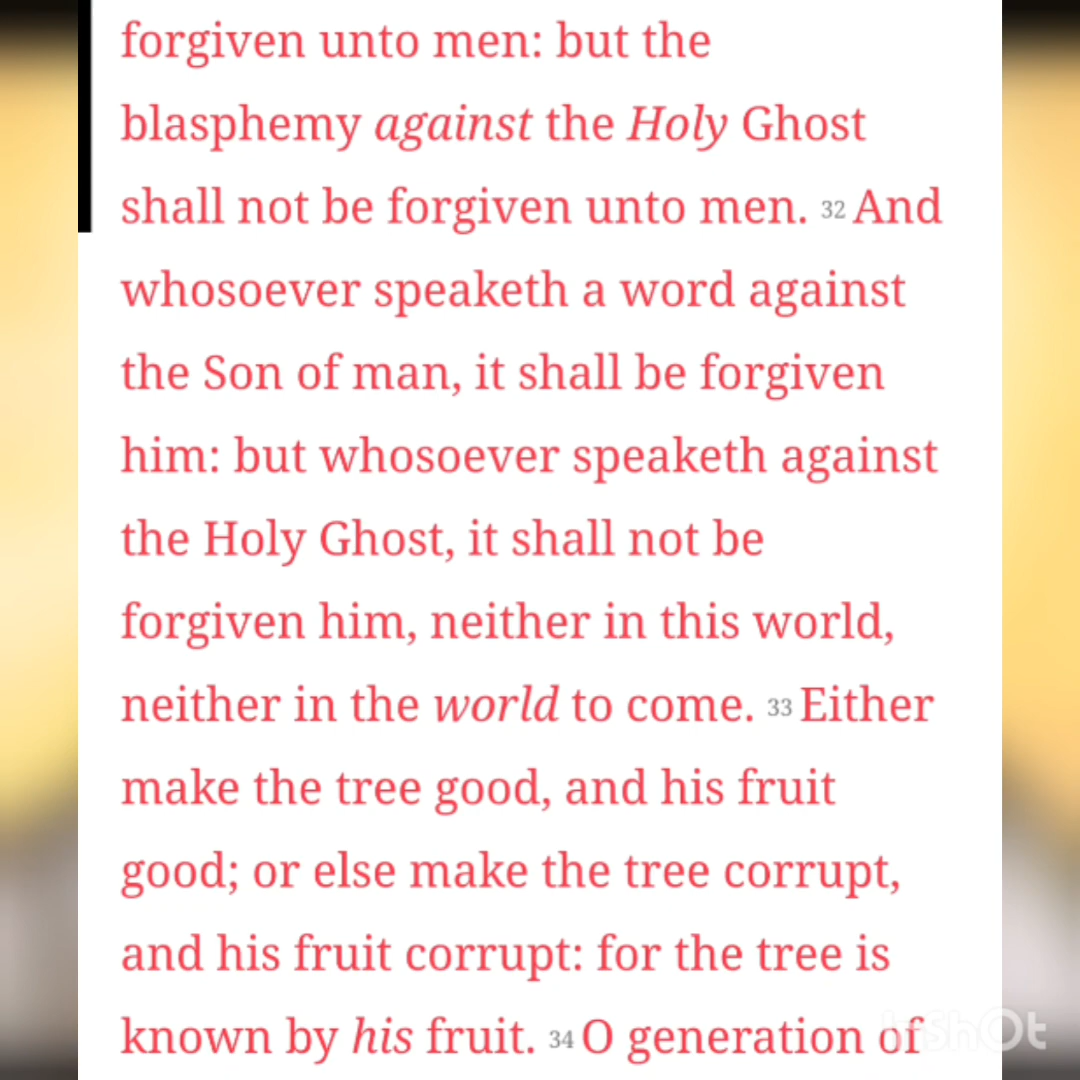 forgiven unto men: but the
blasphemy against the Holy Ghost
shall not be forgiven unto men. 32 And
whosoever speaketh a word against
the Son of man, it shall be forgiven
him: but whosoever speaketh against
the Holy Ghost, it shall not be
forgiven him, neither in this world,
neither in the world to come. 33 Either
make the tree good, and his fruit
good; or else make the tree corrupt,
and his fruit corrupt: for the tree is
known by his fruit. 34 O generation of
InShOt